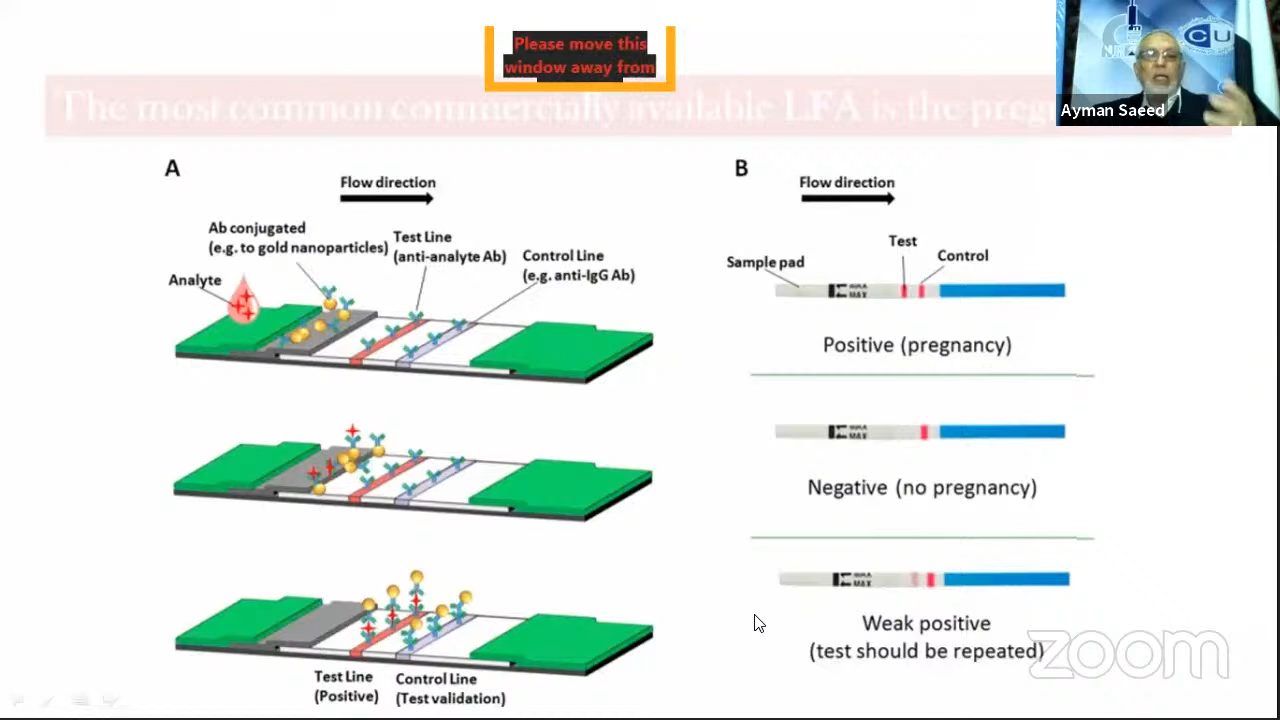 Please move this
window away from
The most common commercially available LFA is the preg
CU
Ayman Saeed
A
Flow direction
Ab conjugated
(e.g. to gold nanoparticles)
Test Line
(anti-analyte Ab)
Control Line
(e.g. anti-IgG Ab)
Analyte
Test Line
(Positive)
Control Line
(Test validation)
B
Flow direction
Test
Control
Sample pad
MAX
Positive (pregnancy)
Negative (no pregnancy)
Weak positive
(test should be repeated)
zoom